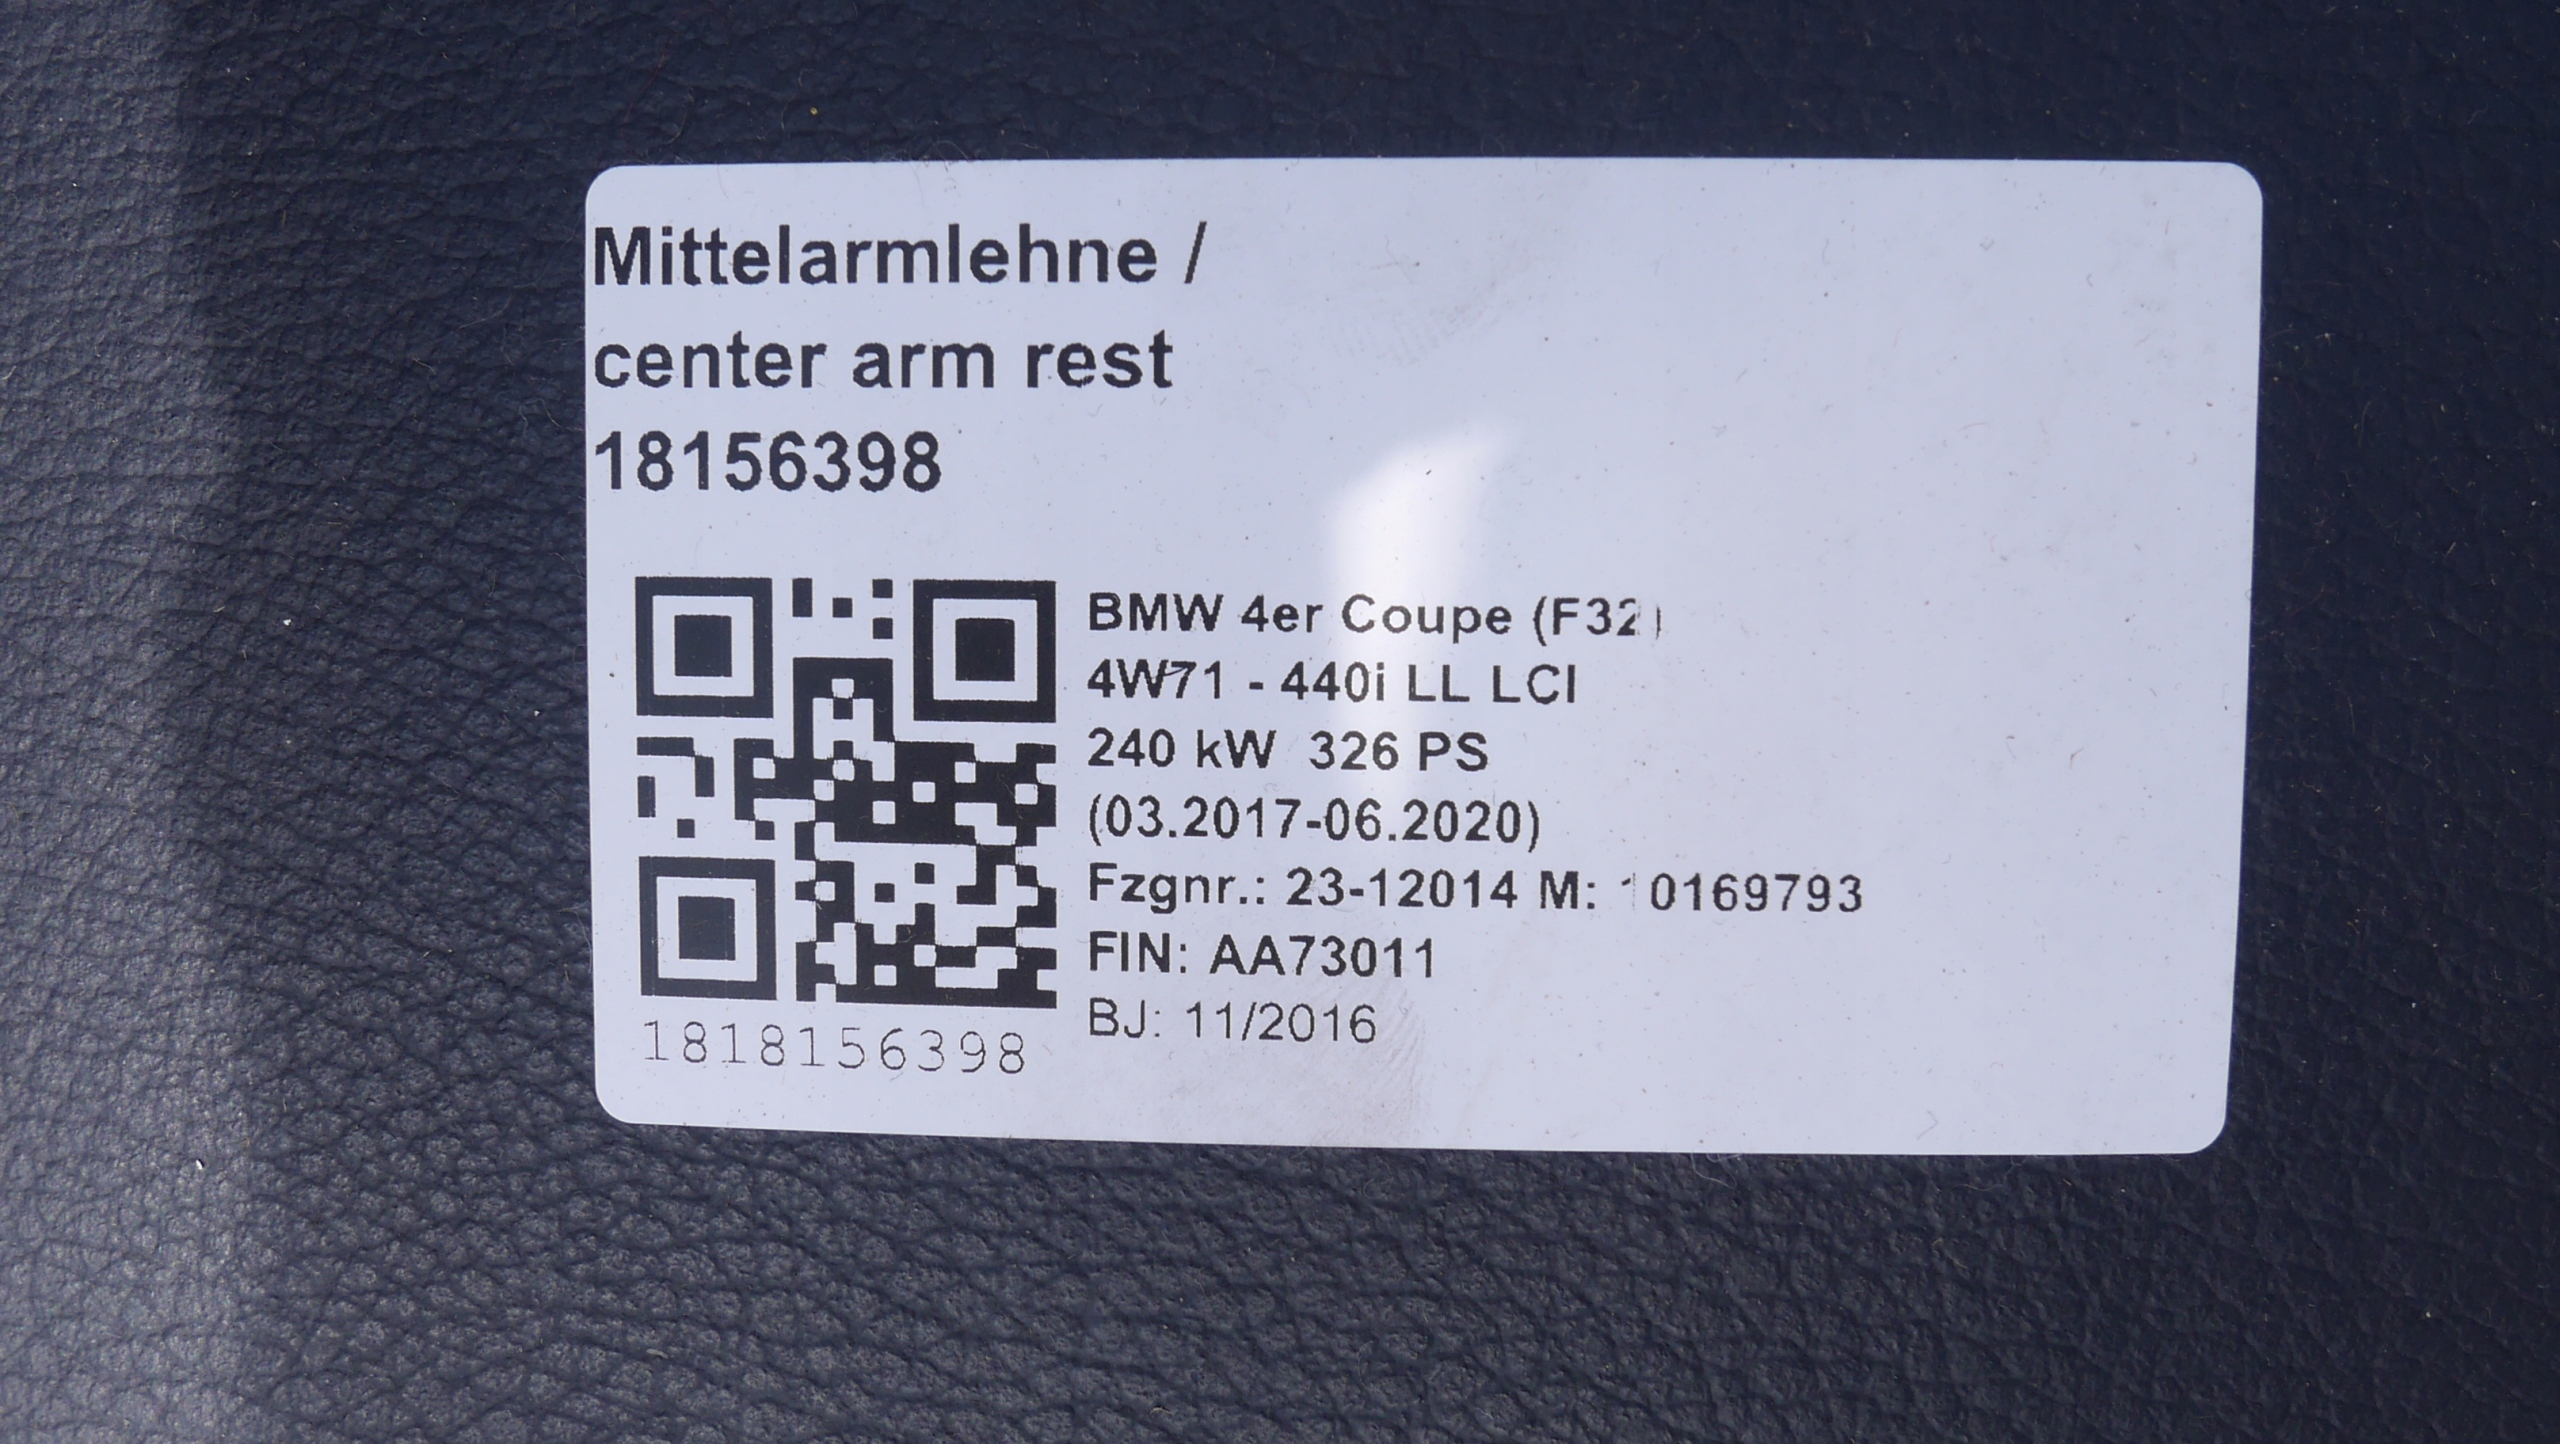 Mittelarmlehne /
center arm rest
18156398
BMW 4er Coupe (F32)
4W71 - 440i LL LCI
240 kW 326 PS
(03.2017-06.2020)
Fzgnr.: 23-12014 M: 10169793
FIN: AA73011
BJ: 11/2016
1818156398